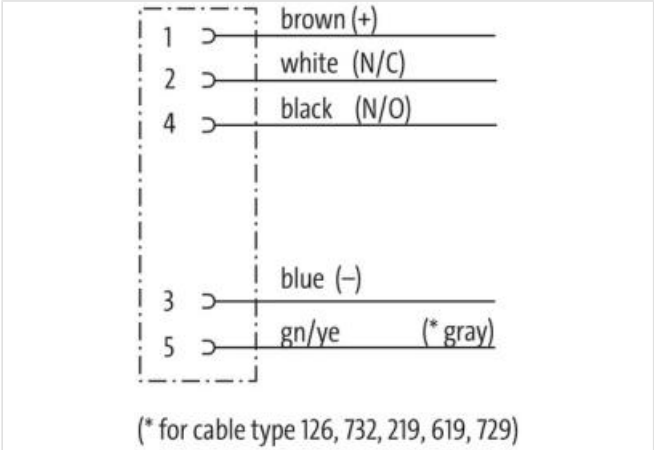 1 brown (+)
2 white (N/C)
4 black (N/O)
3 blue (–)
5 gn/ye (* gray)
(* for cable type 126, 732, 219, 619, 729)